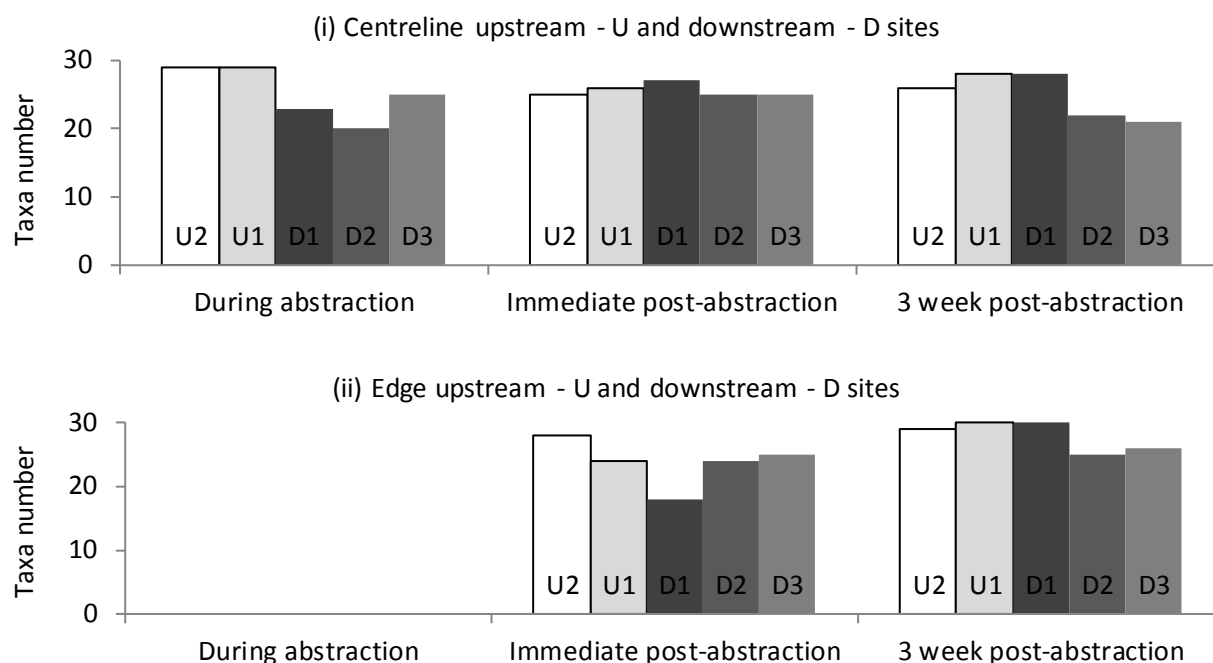 (i) Centreline upstream - U and downstream - D sites
Taxa number
30
20
10
0
U2 U1 D1 D2 D3 U2 U1 D1 D2 D3 U2 U1 D1 D2 D3
During abstraction Immediate post-abstraction 3 week post-abstraction
(ii) Edge upstream - U and downstream - D sites
Taxa number
30
20
10
0
U2 U1 D1 D2 D3 U2 U1 D1 D2 D3
During abstraction Immediate post-abstraction 3 week post-abstraction